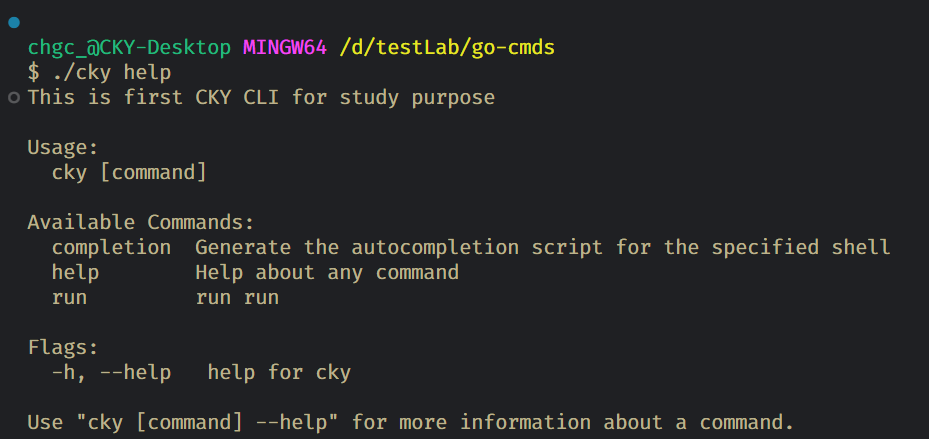 chgc_@CKY-Desktop MINGW64 /d/testLab/go-cmds
$ ./cky help
This is first CKY CLI for study purpose
Usage:
cky [command]
Available Commands:
completion Generate the autocompletion script for the specified shell
help Help about any command
run run run
Flags:
-h, --help help for cky
Use "cky [command] --help" for more information about a command.